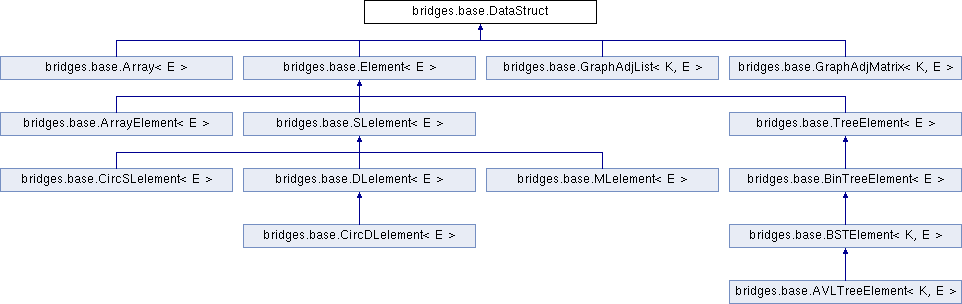 bridges.base.DataStruct
bridges.base.Array< E >
bridges.base.Element< E >
bridges.base.GraphAdjList< K, E >
bridges.base.GraphAdjMatrix< K, E >
bridges.base.ArrayElement< E >
bridges.base.SLelement< E >
bridges.base.TreeElement< E >
bridges.base.CircSLelement< E >
bridges.base.DLelement< E >
bridges.base.MLelement< E >
bridges.base.BinTreeElement< E >
bridges.base.CircDLelement< E >
bridges.base.BSTElement< K, E >
bridges.base.AVLTreeElement< K, E >